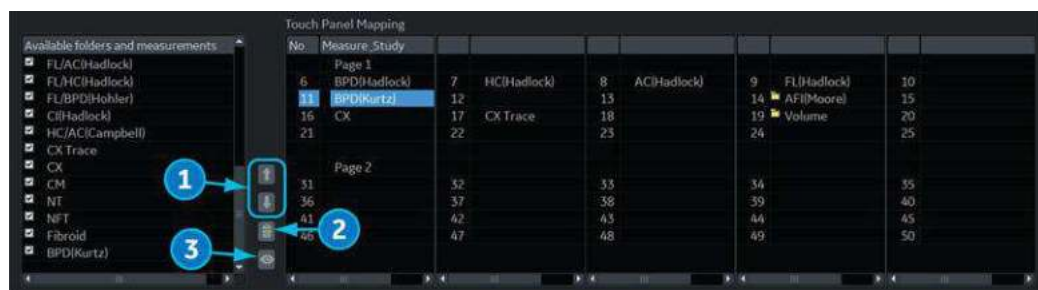 Touch Panel Mapping
Available folders and measurements
No Measure_Study
FL/AC(Hadlock)
FL/HC(Hadlock)
FL/BPD(Hohler)
CI(Hadlock)
HC/AC(Campbell)
CX Trace
CX
CM
NT
NFT
Fibroid
BPD(Kurtz)
1
2
3
Page 1
6 BPD(Hadlock) 7 HC(Hadlock) 8 AC(Hadlock) 9 FL(Hadlock) 10
11 BPD(Kurtz) 12 13 14 AFI(Moore) 15
16 CX 17 CX Trace 18 19 Volume 20
21 22 23 24 25
Page 2
31 32 33 34 35
36 37 38 39 40
41 42 43 44 45
46 47 48 49 50